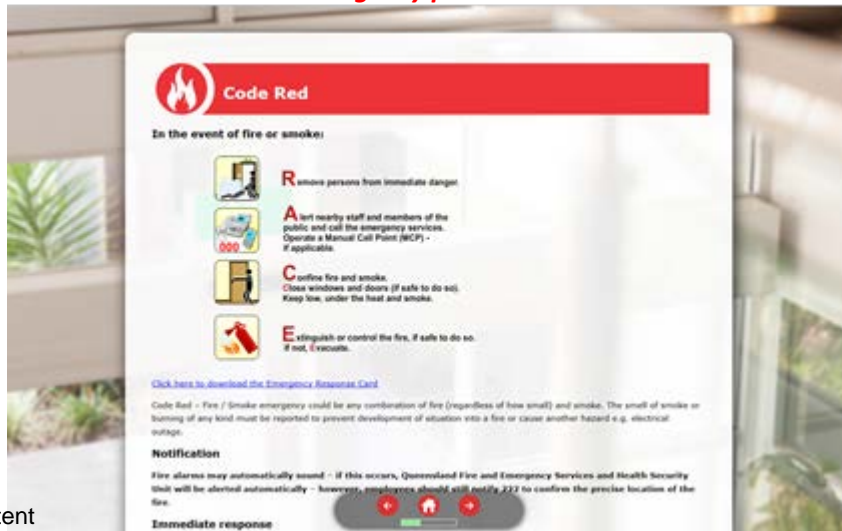 Code Red
In the event of fire or smoke:
Remove persons from immediate danger.
Alert nearby staff and members of the
public and call the emergency services.
Operate a Manual Call Point (MCP) -
if applicable.
000
Confine fire and smoke.
Close windows and doors (if safe to do so).
Keep low, under the heat and smoke.
Extinguish or control the fire, if safe to do so.
if not, Evacuate.
Click here to download the Emergency Response Card
Code Red – Fire / Smoke emergency could be any combination of fire (regardless of how small) and smoke. The smell of smoke or
burning of any kind must be reported to prevent development of situation into a fire or cause another hazard e.g. electrical
outage.
Notification
Fire alarms may automatically sound – if this occurs, Queensland Fire and Emergency Services and Health Security
Unit will be alerted automatically – however, employees should still notify 222 to confirm the precise location of the
fire.
Immediate response